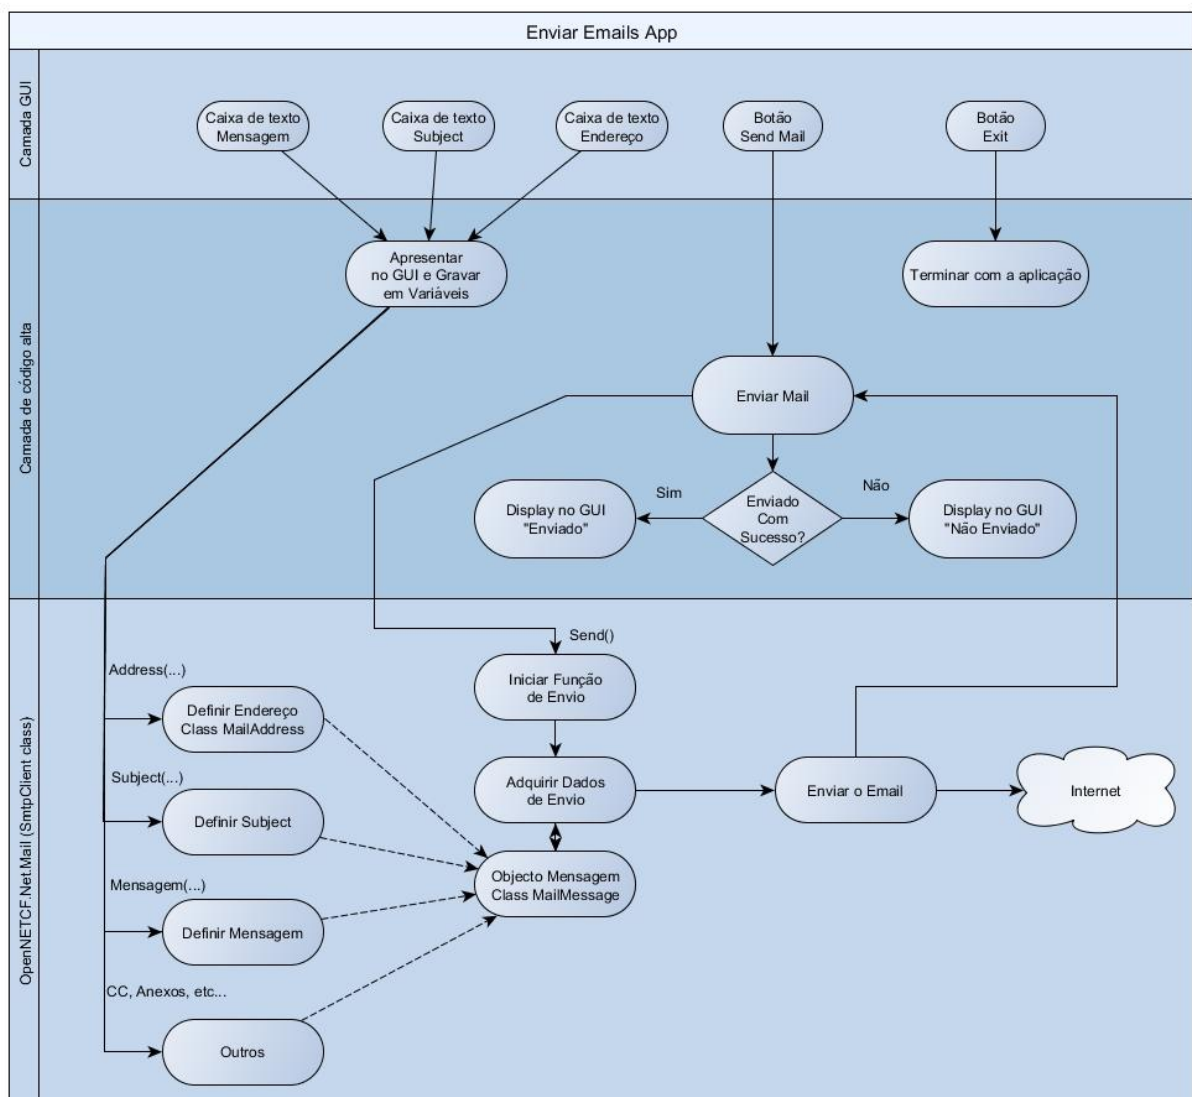 Enviar Emails App
Camada GUI
Caixa de texto
Mensagem
Caixa de texto
Subject
Caixa de texto
Endereço
Botão
Send Mail
Botão
Exit
Camada de código alta
Apresentar
no GUI e Gravar
em Variáveis
Terminar com a aplicação
Enviar Mail
Sim
Não
Display no GUI
"Enviado"
Enviado
Com
Sucesso?
Display no GUI
"Não Enviado"
OpenNETCF.Net.Mail (SmtpClient class)
Send()
Address(...)
Iniciar Função
de Envio
Definir Endereço
Class MailAddress
Subject(...)
Adquirir Dados
de Envio
Enviar o Email
Internet
Definir Subject
Mensagem(...)
Objecto Mensagem
Class MailMessage
Definir Mensagem
CC, Anexos, etc...
Outros